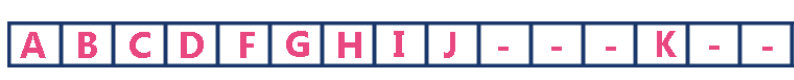 A B C D F G H I J - - - K - -